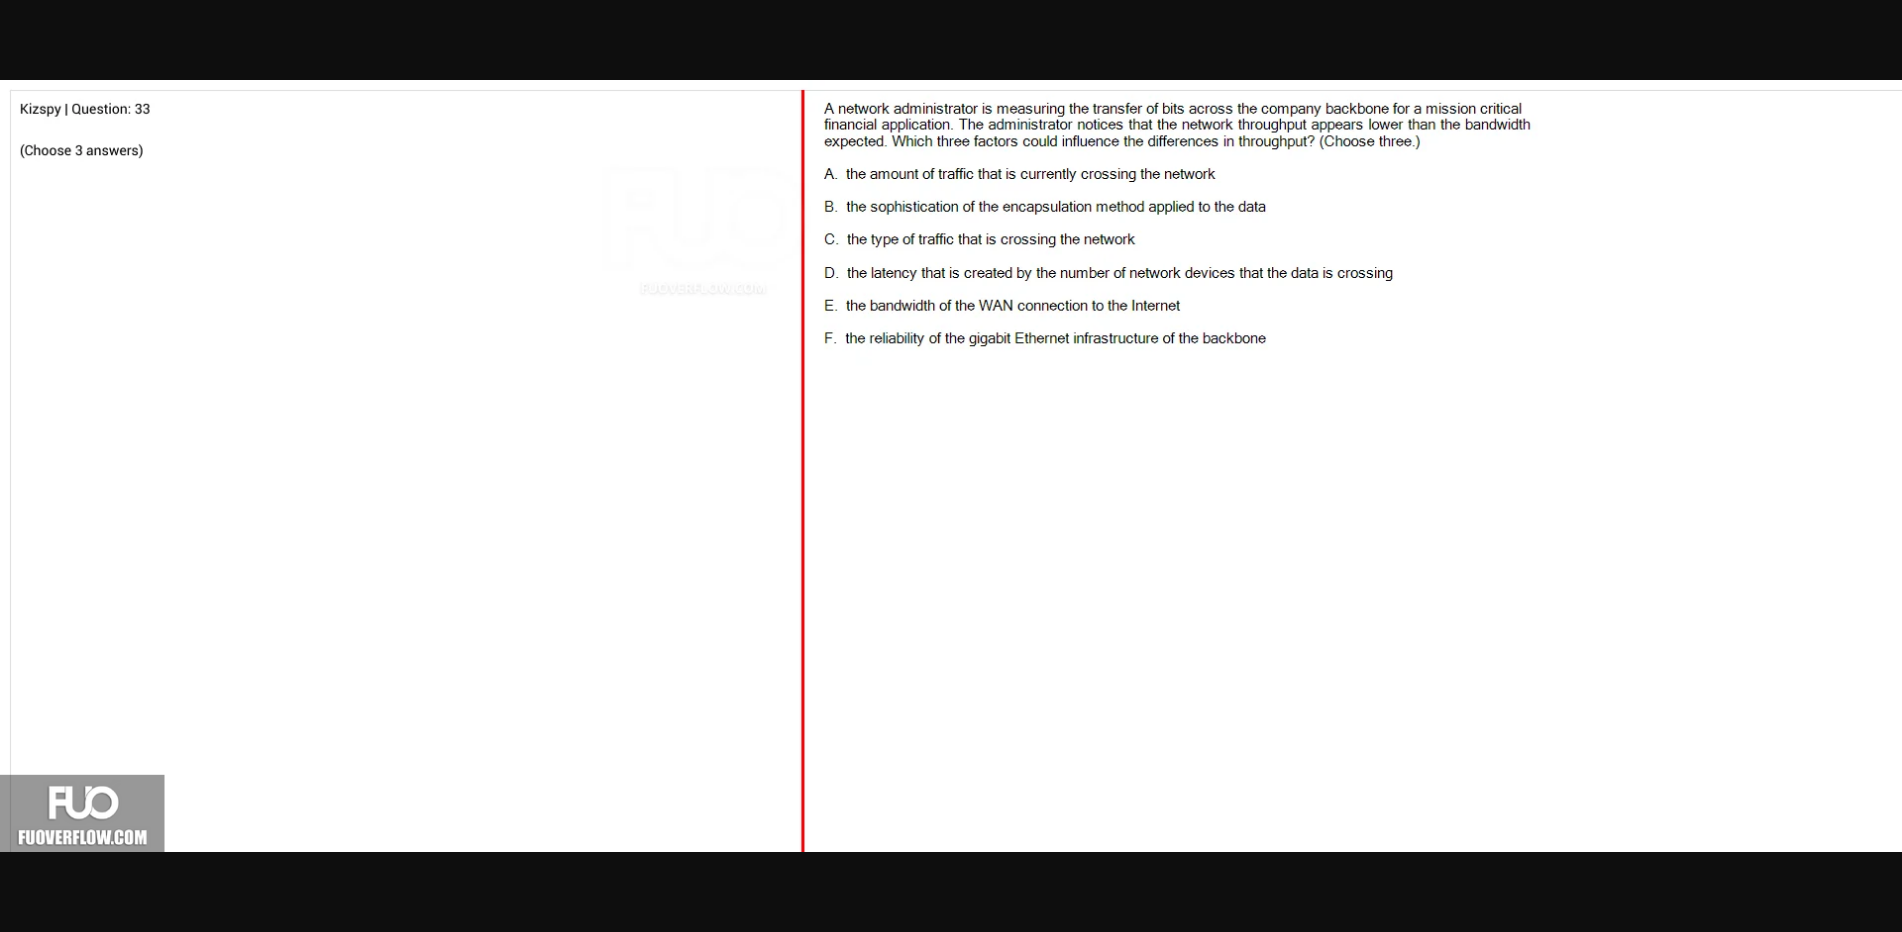 Kizspy | Question: 33
(Choose 3 answers)
A network administrator is measuring the transfer of bits across the company backbone for a mission critical
financial application. The administrator notices that the network throughput appears lower than the bandwidth
expected. Which three factors could influence the differences in throughput? (Choose three.)
A. the amount of traffic that is currently crossing the network
B. the sophistication of the encapsulation method applied to the data
C. the type of traffic that is crossing the network
D. the latency that is created by the number of network devices that the data is crossing
E. the bandwidth of the WAN connection to the Internet
F. the reliability of the gigabit Ethernet infrastructure of the backbone
FUO
FUOVERFLOW.COM
FUO
FUOVERFLOW.COM